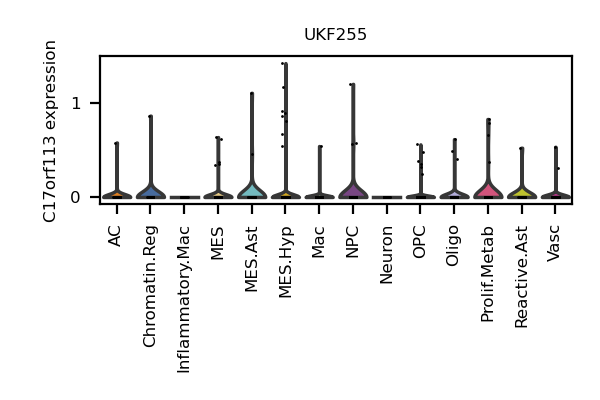 UKF255
C17orf113 expression
1
0
AC
Chromatin.Reg
Inflammatory.Mac
MES
MES.Ast
MES.Hyp
Mac
NPC
Neuron
OPC
Oligo
Prolif.Metab
Reactive.Ast
Vasc